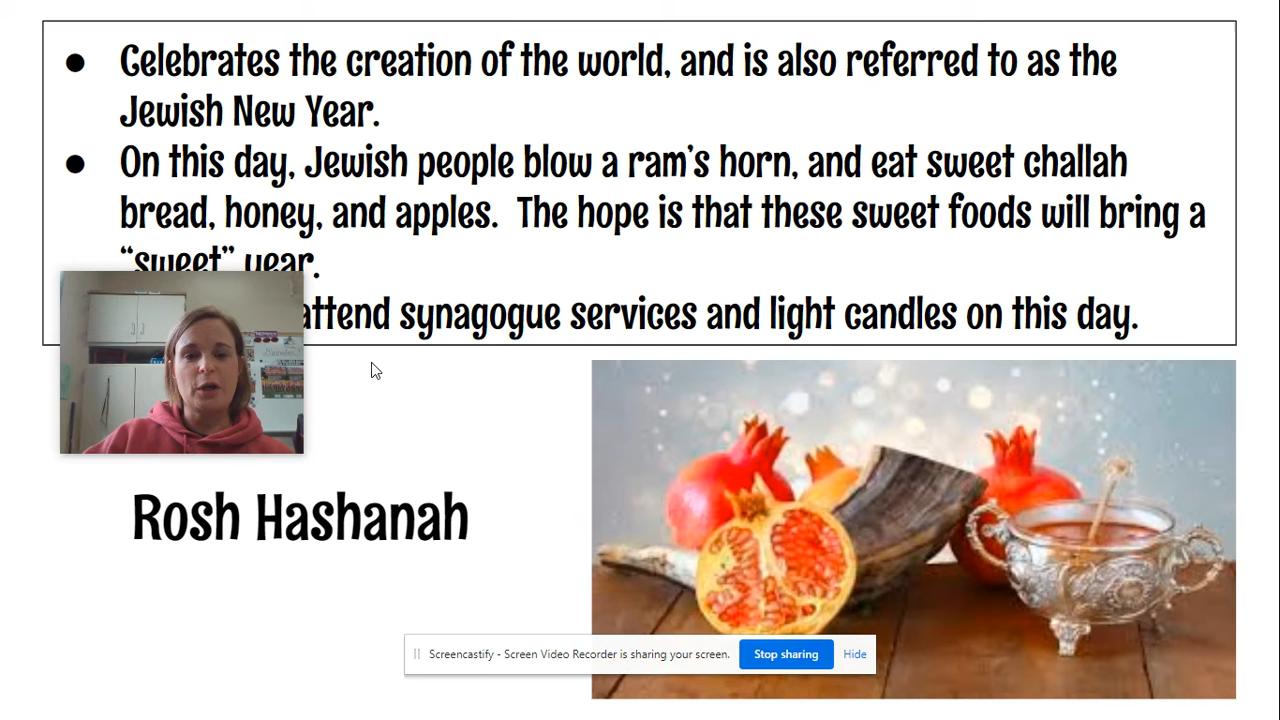 ● Celebrates the creation of the world, and is also referred to as the
Jewish New Year.
● On this day, Jewish people blow a ram's horn, and eat sweet challah
bread, honey, and apples. The hope is that these sweet foods will bring a
“sweet” year.
attend synagogue services and light candles on this day.
Rosh Hashanah
Screencastify - Screen Video Recorder is sharing your screen. Stop sharing Hide